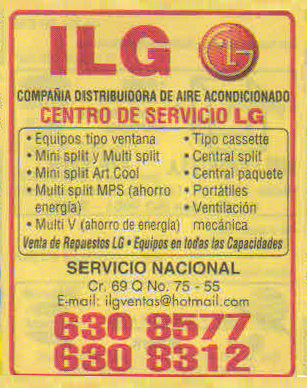 ILG LG
COMPAÑIA DISTRIBUIDORA DE AIRE ACONDICIONADO
CENTRO DE SERVICIO LG
• Equipos tipo ventana
• Mini split y Multi split
• Mini split Art Cool
• Multi split MPS (ahorro
energía)
• Multi V (ahorro de energía)
• Tipo cassette
• Central split
• Central paquete
• Portátiles
• Ventilación
mecánica
Venta de Repuestos LG • Equipos en todas las Capacidades
SERVICIO NACIONAL
Cr. 69 Q No. 75 - 55
E-mail: ilgventas@hotmail.com
630 8577
630 8312